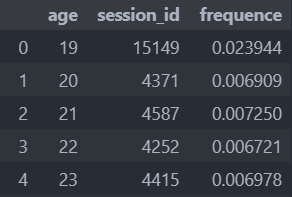 age session_id frequence
0 19 15149 0.023944
1 20 4371 0.006909
2 21 4587 0.007250
3 22 4252 0.006721
4 23 4415 0.006978